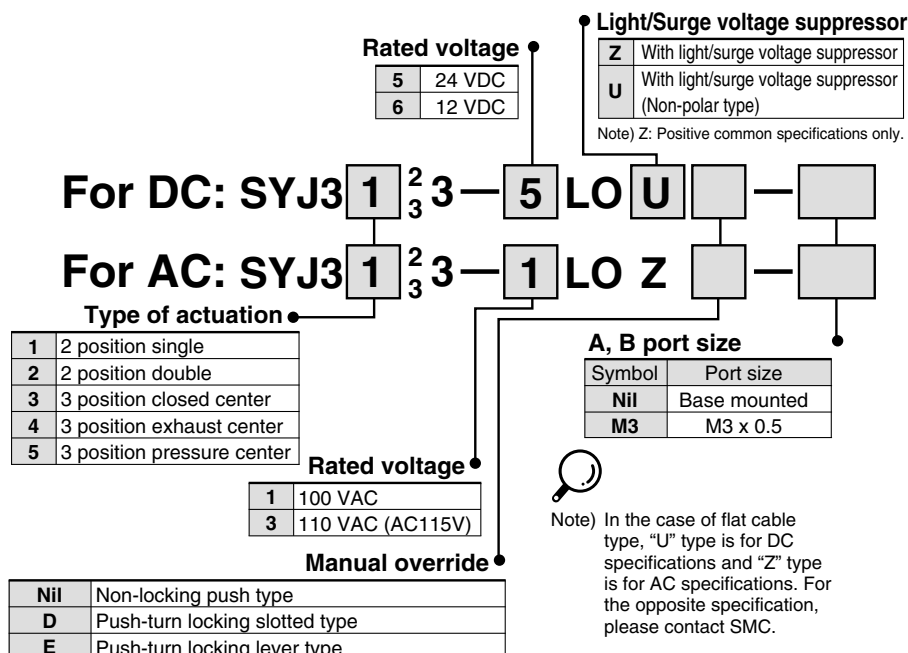 Light/Surge voltage suppressor
Z With light/surge voltage suppressor
U With light/surge voltage suppressor
(Non-polar type)
Note) Z: Positive common specifications only.
Rated voltage
5 24 VDC
6 12 VDC
For DC: SYJ3 1 2 3 3 — 5 LO U —
For AC: SYJ3 1 2 3 3 — 1 LO Z —
Type of actuation
1 2 position single
2 2 position double
3 3 position closed center
4 3 position exhaust center
5 3 position pressure center
A, B port size
Symbol Port size
Nil Base mounted
M3 M3 x 0.5
Rated voltage
1 100 VAC
3 110 VAC (AC115V)
Note) In the case of flat cable
type, “U” type is for DC
specifications and “Z” type
is for AC specifications. For
the opposite specification,
please contact SMC.
Manual override
Nil Non-locking push type
D Push-turn locking slotted type
E Push-turn locking lever type